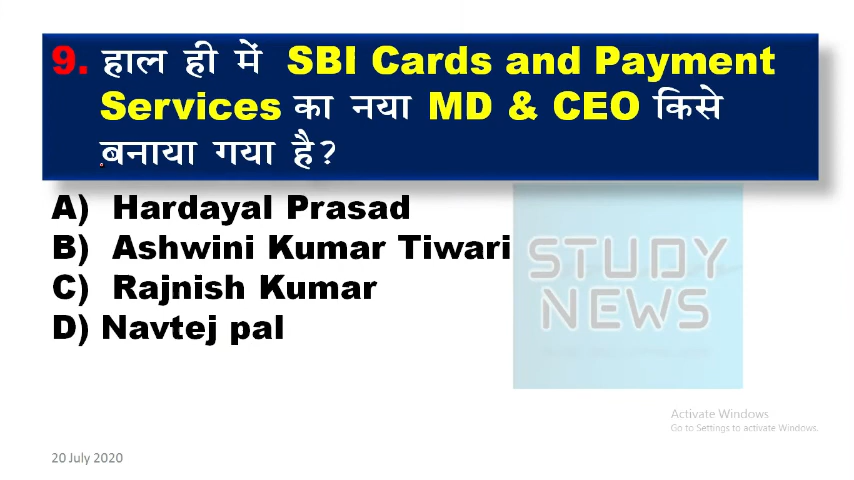 9. हाल ही में SBI Cards and Payment
Services का नया MD & CEO किसे
बनाया गया है?
A) Hardayal Prasad
B) Ashwini Kumar Tiwari
C) Rajnish Kumar
D) Navtej pal
STUDY
NEWS
Activate Windows
Go to Settings to activate Windows.
20 July 2020